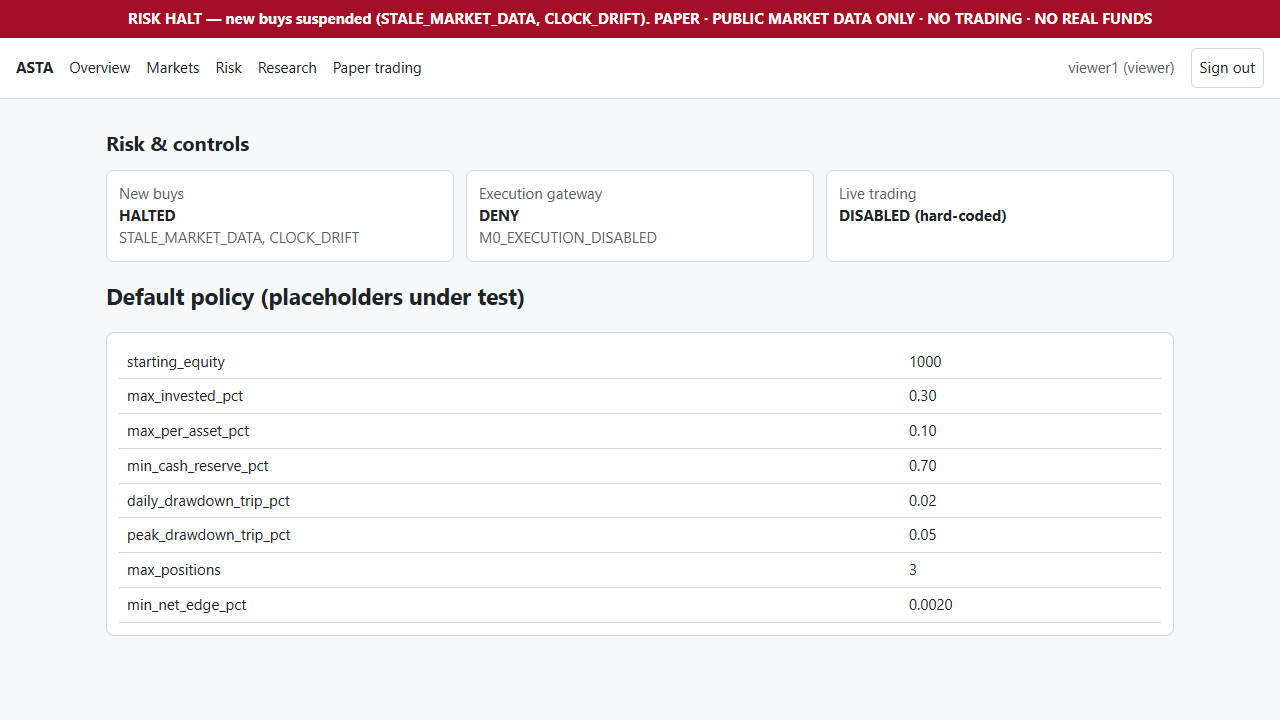 RISK HALT — new buys suspended (STALE_MARKET_DATA, CLOCK_DRIFT). PAPER · PUBLIC MARKET DATA ONLY · NO TRADING · NO REAL FUNDS
ASTA Overview Markets Risk Research Paper trading viewer1 (viewer) Sign out
Risk & controls
New buys
HALTED
STALE_MARKET_DATA, CLOCK_DRIFT
Execution gateway
DENY
M0_EXECUTION_DISABLED
Live trading
DISABLED (hard-coded)
Default policy (placeholders under test)
starting_equity 1000
max_invested_pct 0.30
max_per_asset_pct 0.10
min_cash_reserve_pct 0.70
daily_drawdown_trip_pct 0.02
peak_drawdown_trip_pct 0.05
max_positions 3
min_net_edge_pct 0.0020